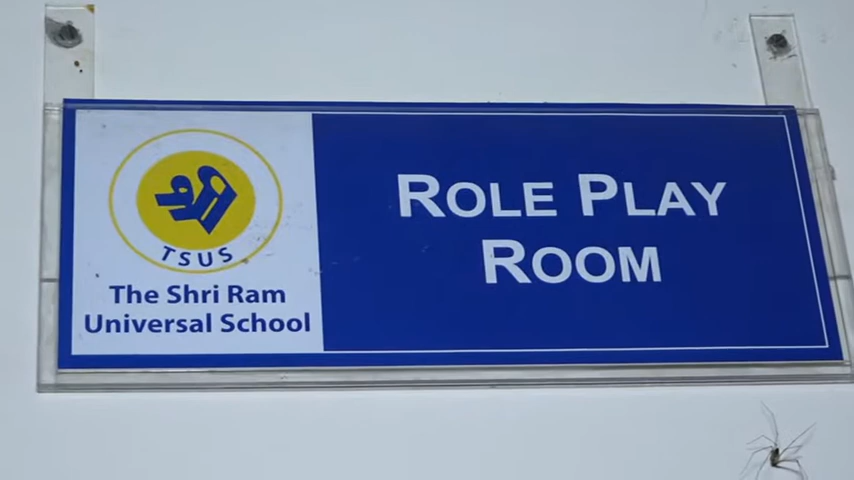 TSUS
The Shri Ram
Universal School
ROLE PLAY
ROOM